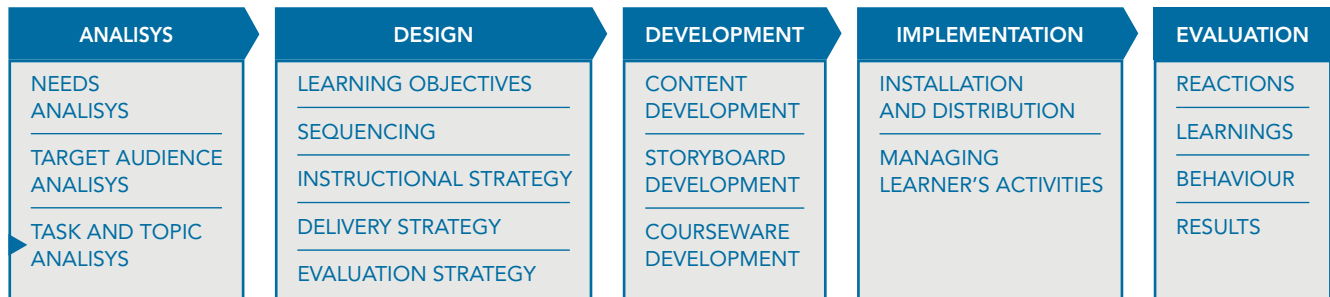 ANALISYS
NEEDS
ANALISYS
TARGET AUDIENCE
ANALISYS
TASK AND TOPIC
ANALISYS
DESIGN
LEARNING OBJECTIVES
SEQUENCING
INSTRUCTIONAL STRATEGY
DELIVERY STRATEGY
EVALUATION STRATEGY
DEVELOPMENT
CONTENT
DEVELOPMENT
STORYBOARD
DEVELOPMENT
COURSEWARE
DEVELOPMENT
IMPLEMENTATION
INSTALLATION
AND DISTRIBUTION
MANAGING
LEARNER’S ACTIVITIES
EVALUATION
REACTIONS
LEARNINGS
BEHAVIOUR
RESULTS